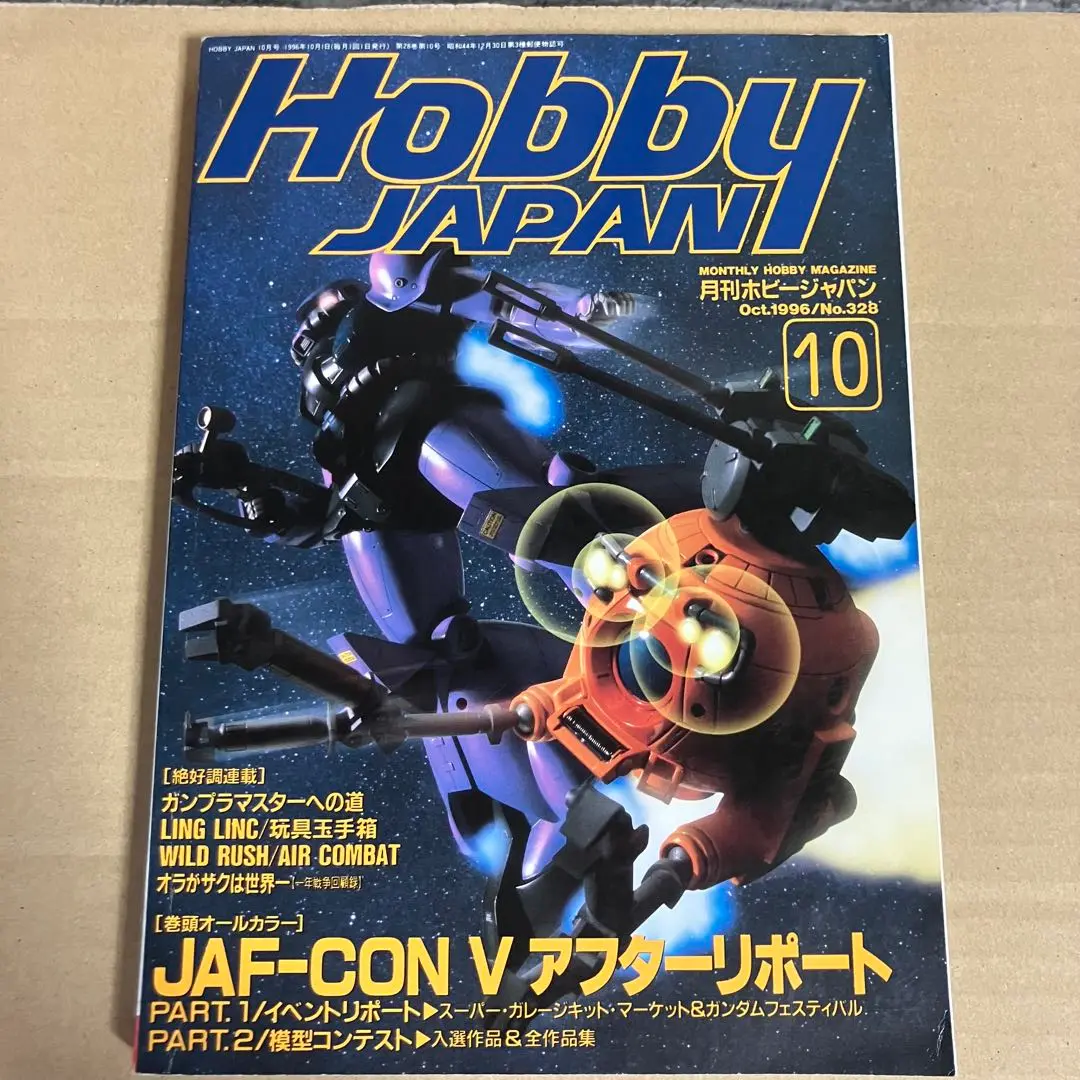 HOBBY JAPAN 10月号 1996年10月1日(毎月1回1日発行) 第28巻第10号 昭和44年12月30日第3種郵便物認可
Hobby
JAPAN
MONTHLY HOBBY MAGAZINE
月刊ホビージャパン
Oct.1996/No.328
10
[絶好調連載]
ガンプラマスターへの道
LING LINC/玩具玉手箱
WILD RUSH/AIR COMBAT
オラがザクは世界一【一年戦争回顧録】
[巻頭オールカラー]
JAF-CON V アフターリポート
PART.1/イベントリポート▶スーパー・ガレージキット・マーケット&ガンダムフェスティバル
PART.2/模型コンテスト▶入選作品&全作品集